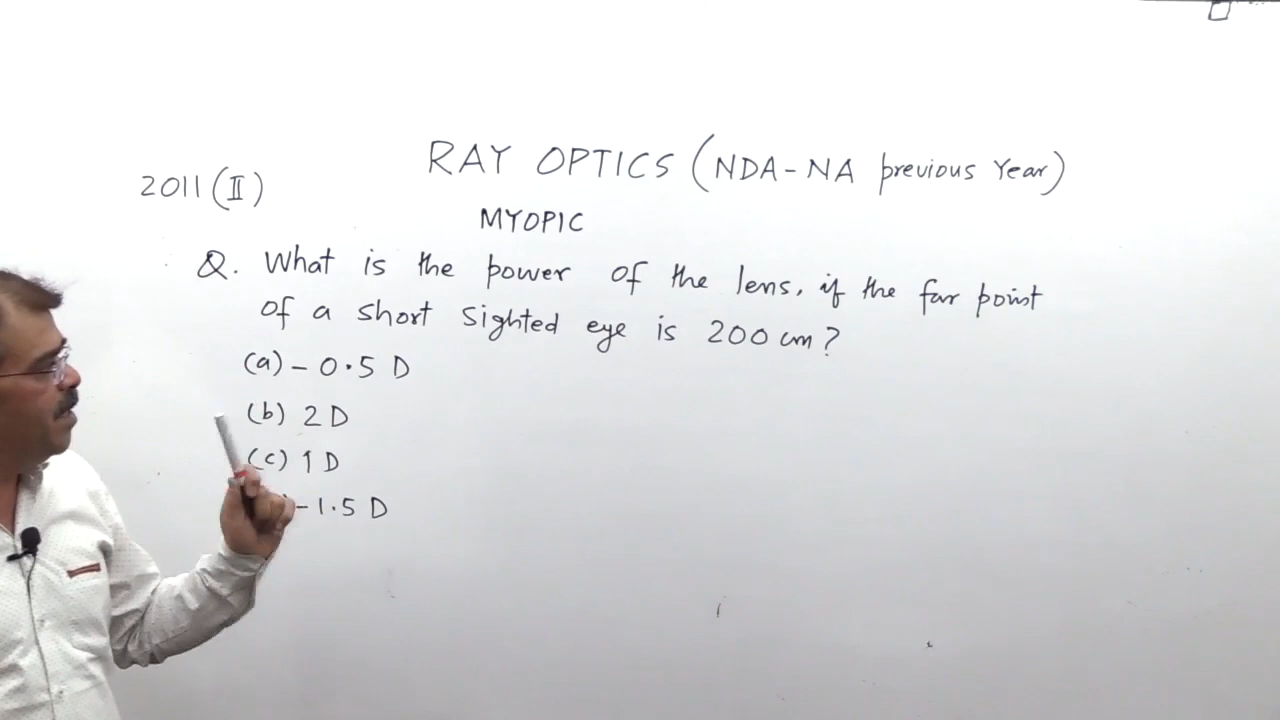 RAY OPTICS (NDA-NA previous Year)
2011 (II)
MYOPIC
Q. What is the power of the lens, if the far point
of a short sighted eye is 200 cm?
(a) - 0.5 D
(b) 2 D
(c) 1 D
- 1.5 D